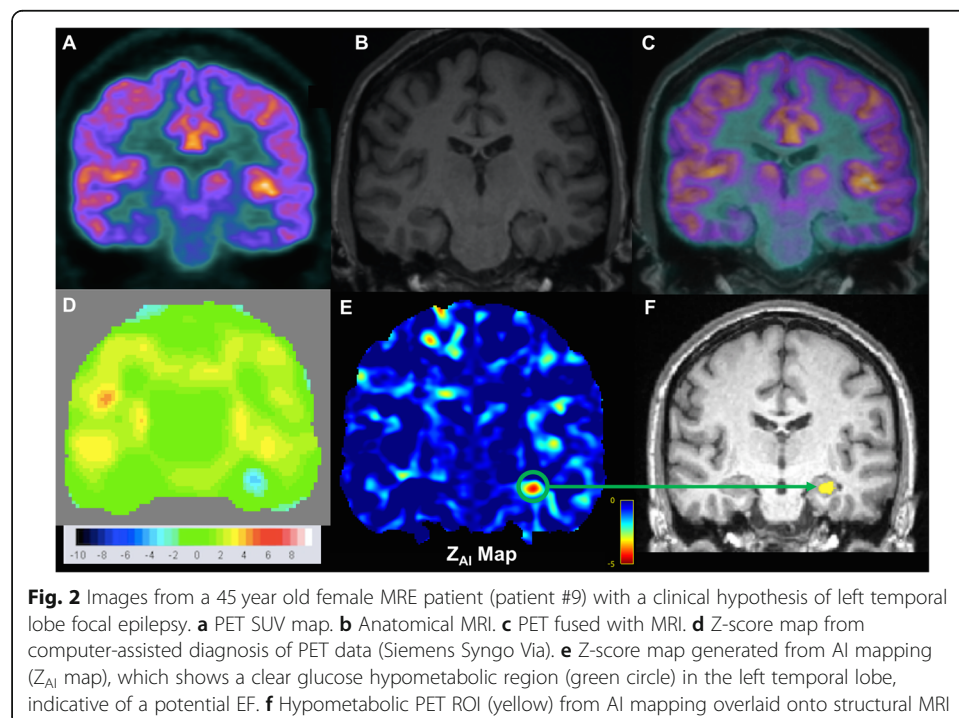 A
B
C
D
E
F
-10 -8 -6 -4 -2 0 2 4 6 8
Z_AI Map
0
-5
Fig. 2 Images from a 45 year old female MRE patient (patient #9) with a clinical hypothesis of left temporal
lobe focal epilepsy. a PET SUV map. b Anatomical MRI. c PET fused with MRI. d Z-score map from
computer-assisted diagnosis of PET data (Siemens Syngo Via). e Z-score map generated from AI mapping
(Z_AI map), which shows a clear glucose hypometabolic region (green circle) in the left temporal lobe,
indicative of a potential EF. f Hypometabolic PET ROI (yellow) from AI mapping overlaid onto structural MRI